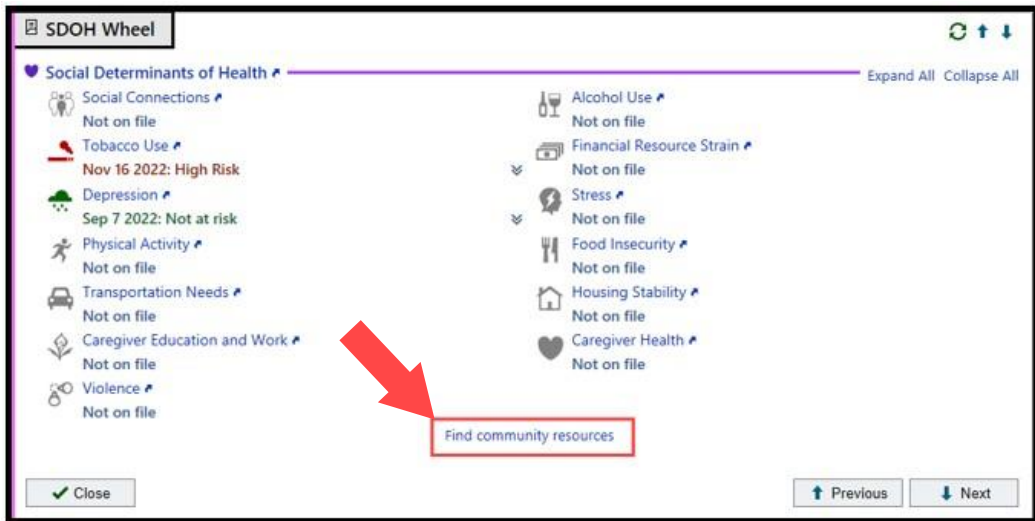 SDOH Wheel
Social Determinants of Health
Expand All Collapse All
Social Connections
Not on file
Tobacco Use
Nov 16 2022: High Risk
Depression
Sep 7 2022: Not at risk
Physical Activity
Not on file
Transportation Needs
Not on file
Caregiver Education and Work
Not on file
Violence
Not on file
Alcohol Use
Not on file
Financial Resource Strain
Not on file
Stress
Not on file
Food Insecurity
Not on file
Housing Stability
Not on file
Caregiver Health
Not on file
Find community resources
Close
Previous
Next